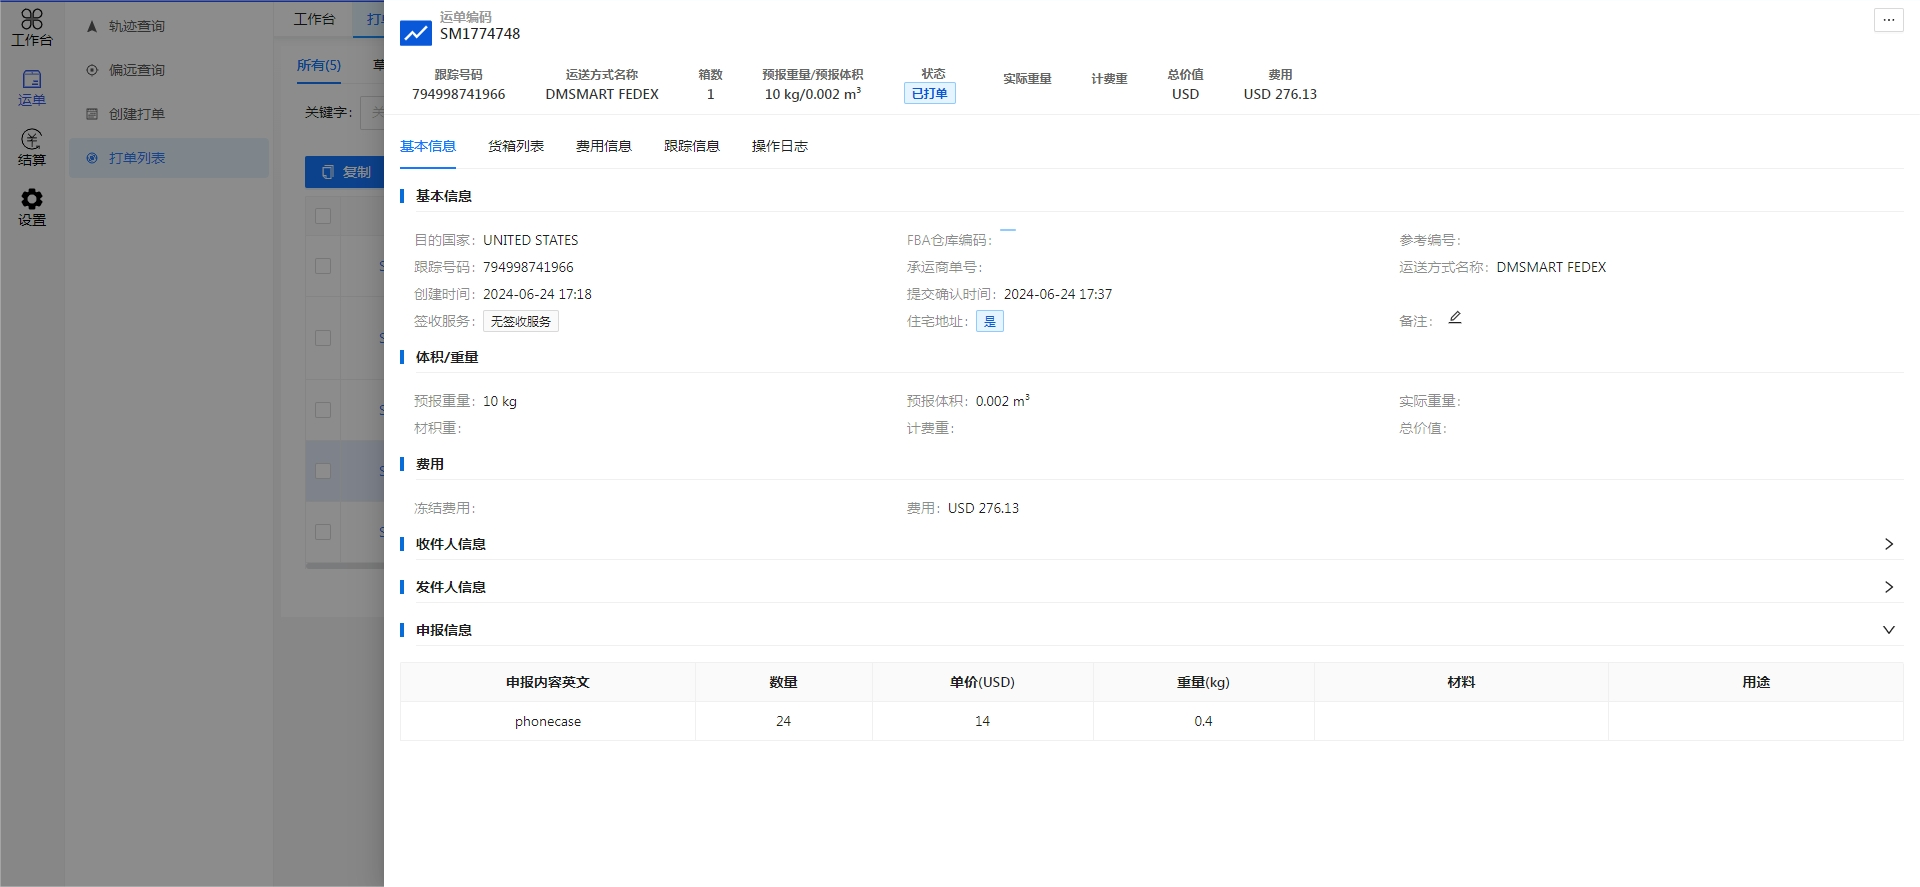 工作台
运单
结算
设置
轨迹查询
偏远查询
创建打单
打单列表
工作台
所有(5)
关键字:
复制
运单编码
SM1774748
跟踪号码 运送方式名称 箱数 预报重量/预报体积 状态 实际重量 计费重 总价值 费用
794998741966 DMSMART FEDEX 1 10 kg/0.002 m³ 已打单 USD USD 276.13
基本信息 货箱列表 费用信息 跟踪信息 操作日志
基本信息
目的国家: UNITED STATES FBA仓库编码: 参考编号:
跟踪号码: 794998741966 承运商单号: 运送方式名称: DMSMART FEDEX
创建时间: 2024-06-24 17:18 提交确认时间: 2024-06-24 17:37
签收服务: 无签收服务 住宅地址: 是 备注:
体积/重量
预报重量: 10 kg 预报体积: 0.002 m³ 实际重量:
材积重: 计费重: 总价值:
费用
冻结费用: 费用: USD 276.13
收件人信息
发件人信息
申报信息
申报内容英文 数量 单价(USD) 重量(kg) 材料 用途
phonecase 24 14 0.4